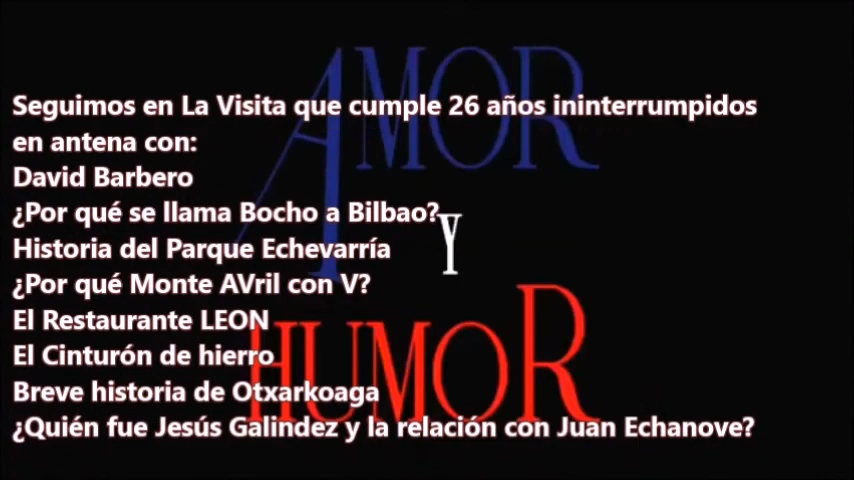 AMOR
Seguimos en La Visita que cumple 26 años ininterrumpidos
en antena con:
David Barbero
¿Por qué se llama Bocho a Bilbao?
Y
Historia del Parque Echevarría
¿Por qué Monte AVril con V?
El Restaurante LEON
El Cinturón de hierro
HUMOR
Breve historia de Otxarkoaga
¿Quién fue Jesús Galindez y la relación con Juan Echanove?